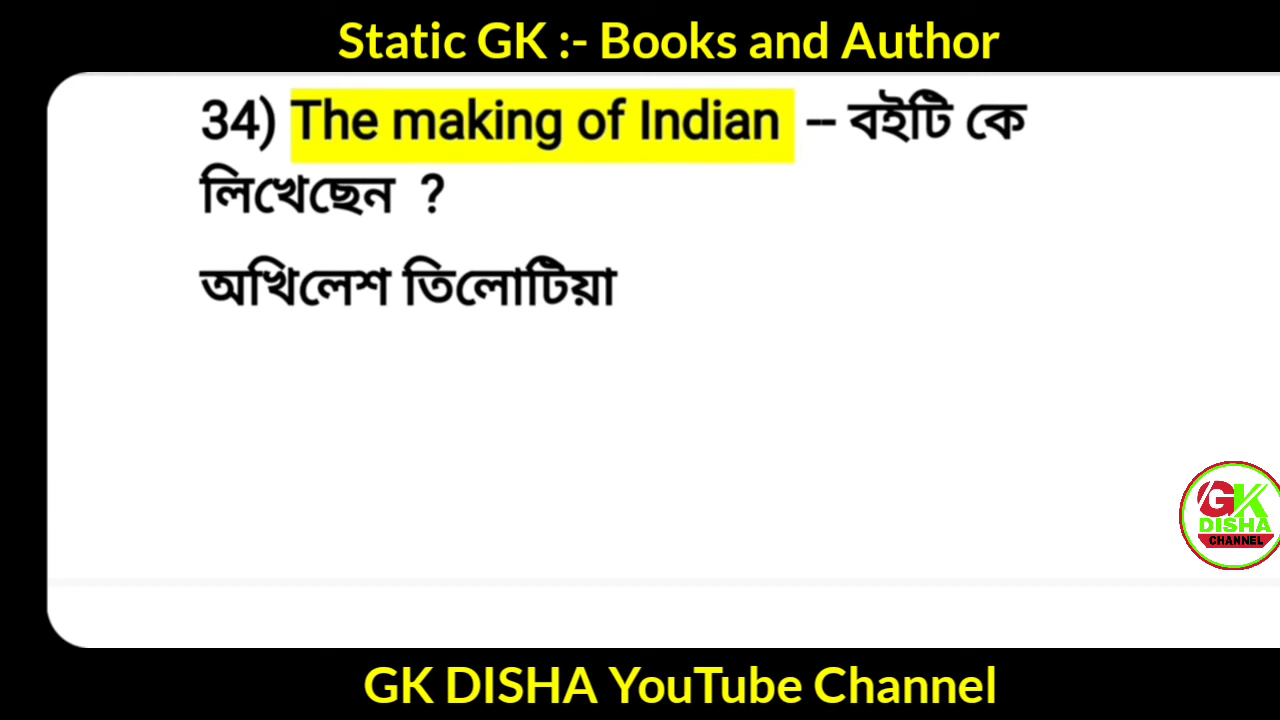 Static GK :- Books and Author
34) The making of Indian -- বইটি কে
লিখেছেন ?
অখিলেশ তিলোটিয়া
GK
DISHA
CHANNEL
GK DISHA YouTube Channel